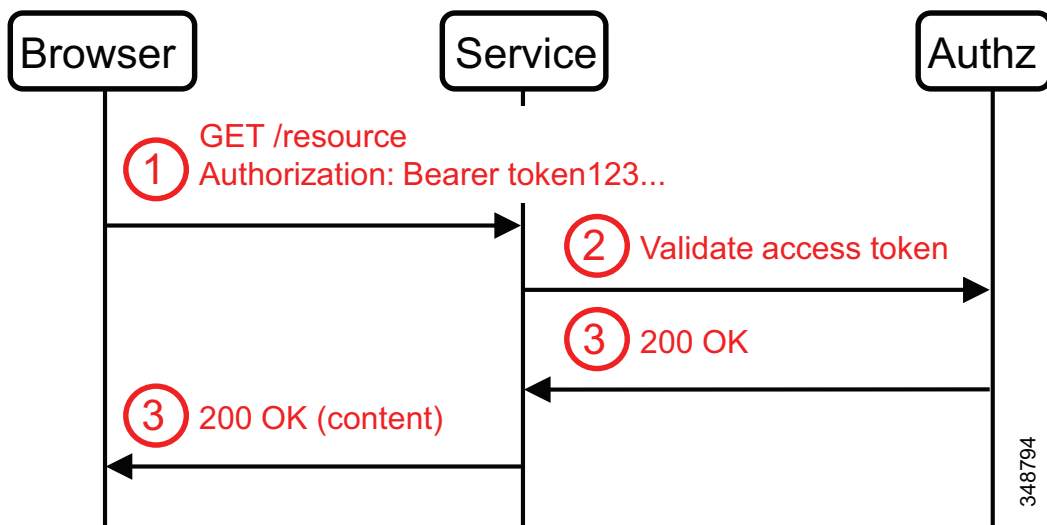 Browser
Service
Authz
1
GET /resource
Authorization: Bearer token123...
2
Validate access token
3
200 OK
3
200 OK (content)
348794